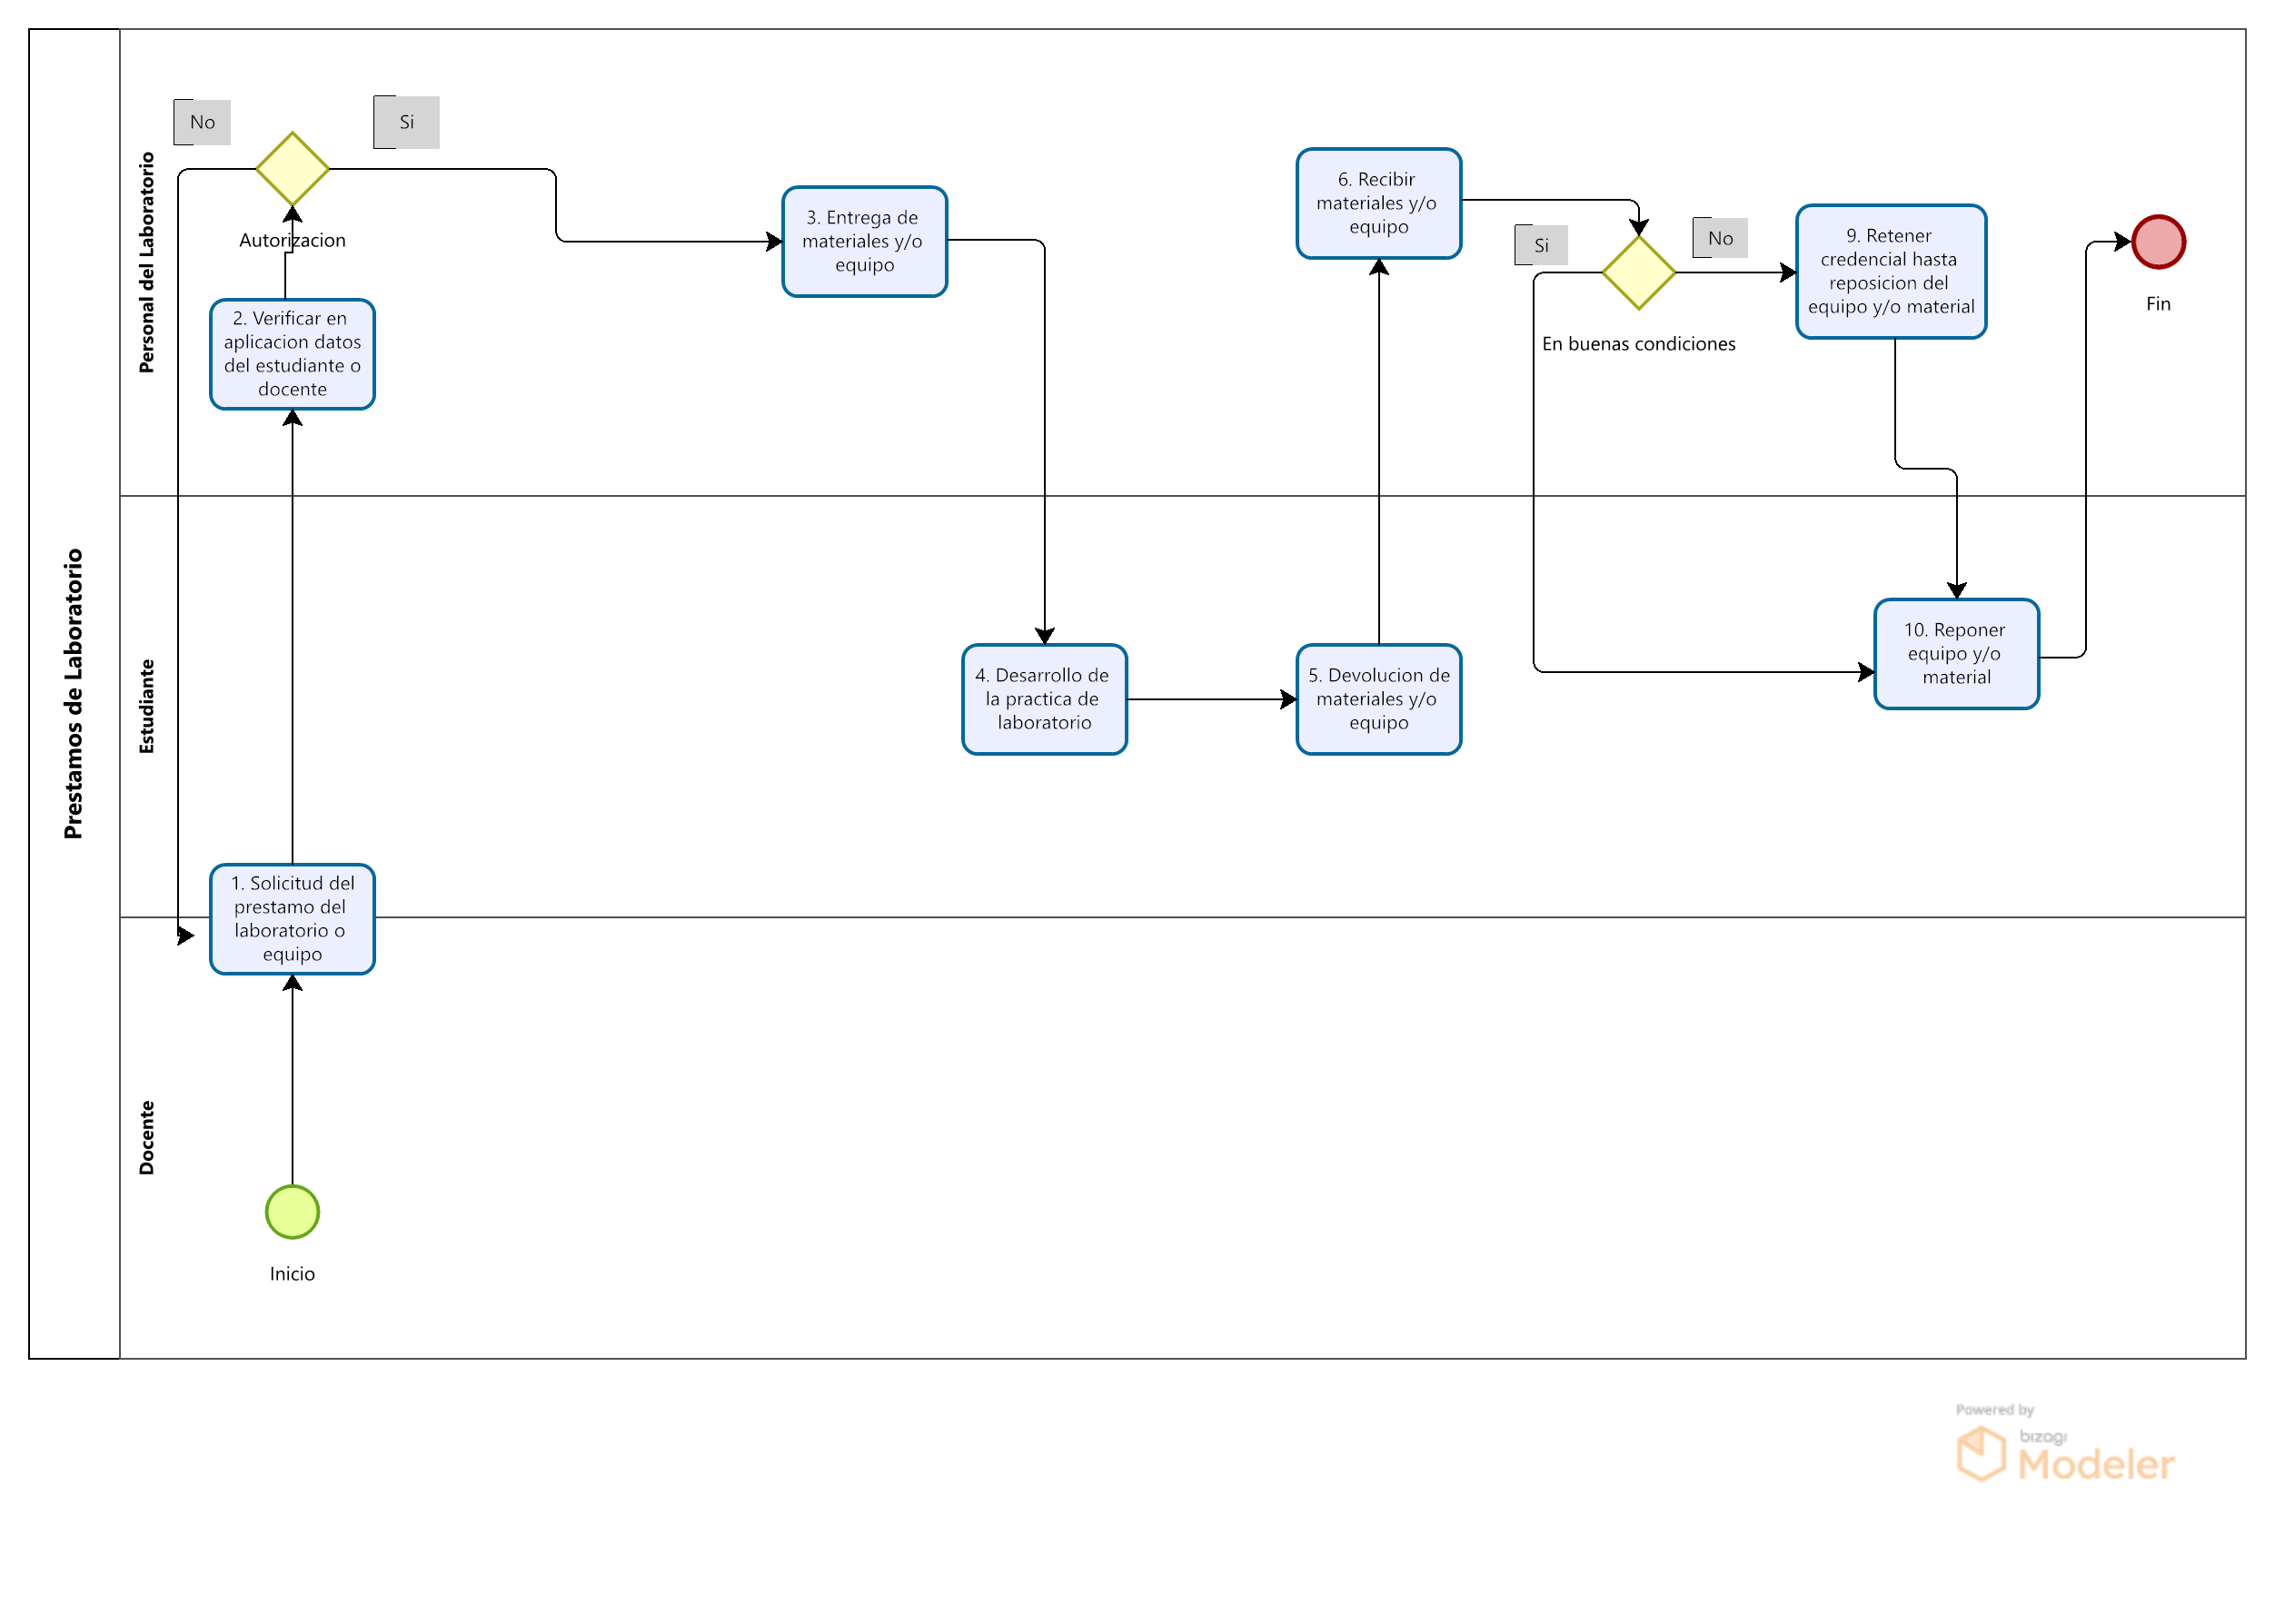 Prestamos de Laboratorio
Personal del Laboratorio
No
Si
Autorizacion
2. Verificar en
aplicacion datos
del estudiante o
docente
3. Entrega de
materiales y/o
equipo
6. Recibir
materiales y/o
equipo
Si
No
En buenas condiciones
9. Retener
credencial hasta
reposicion del
equipo y/o material
Fin
Estudiante
4. Desarrollo de
la practica de
laboratorio
5. Devolucion de
materiales y/o
equipo
10. Reponer
equipo y/o
material
1. Solicitud del
prestamo del
laboratorio o
equipo
Docente
Inicio
Powered by
bizagi
Modeler